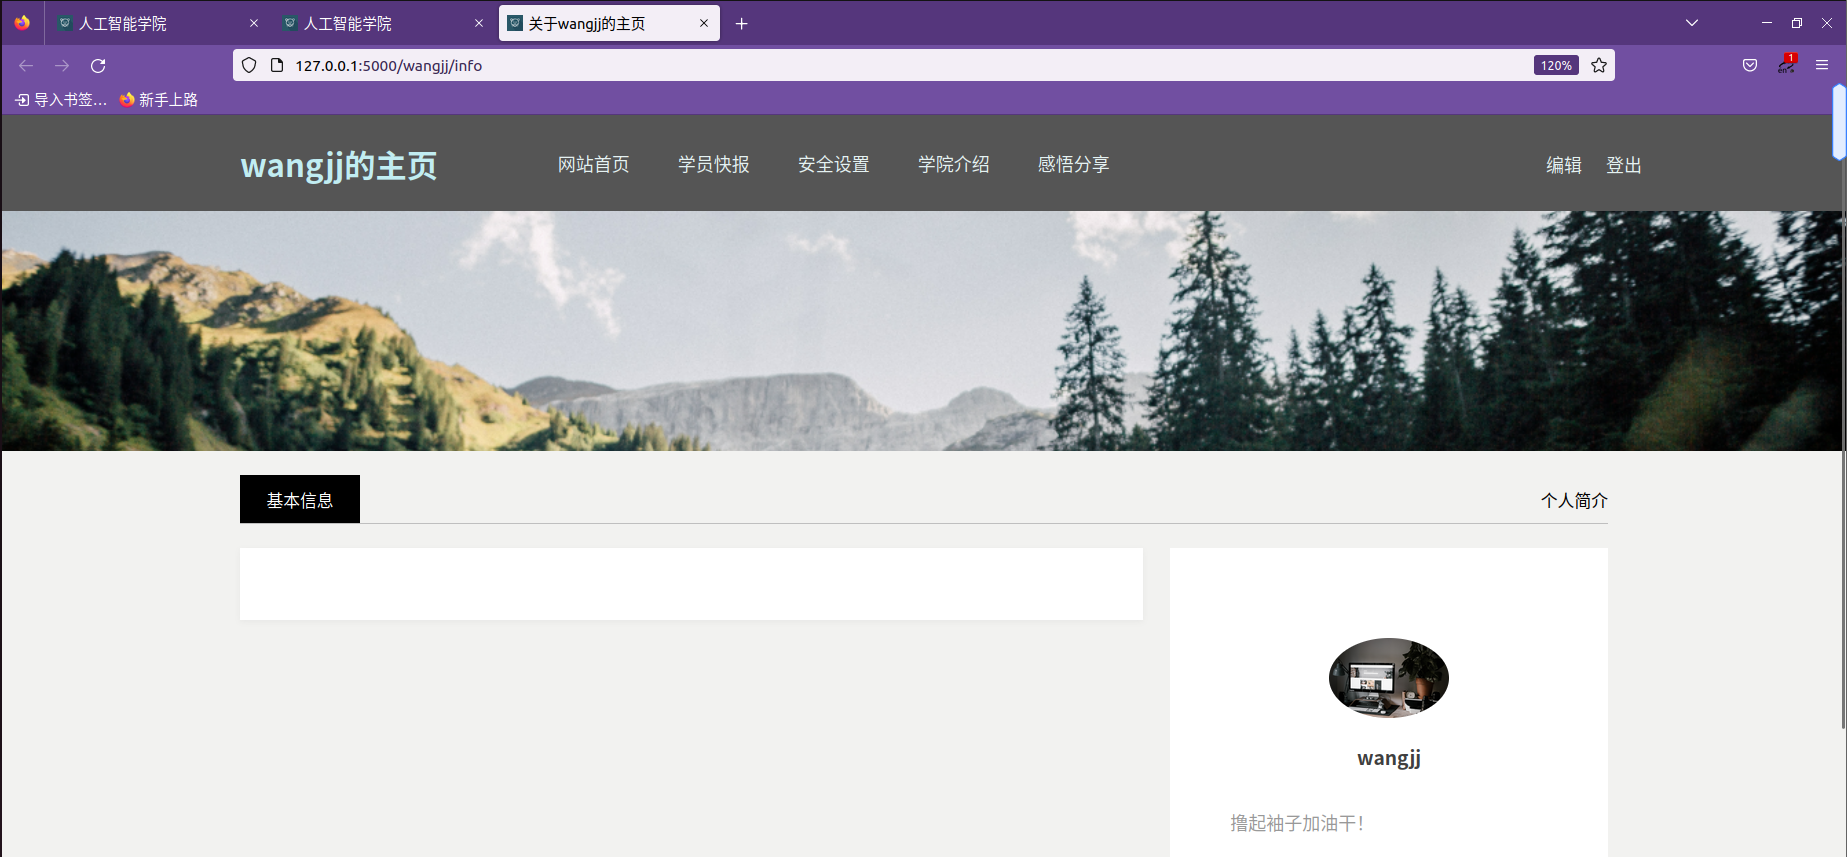 人工智能学院
人工智能学院
关于wangjj的主页
127.0.0.1:5000/wangjj/info
120%
1
导入书签...
新手上路
wangjj的主页
网站首页
学员快报
安全设置
学院介绍
感悟分享
编辑
登出
基本信息
个人简介
wangjj
撸起袖子加油干！